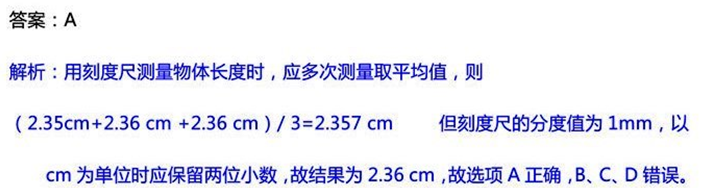 答案：A
解析：用刻度尺测量物体长度时，应多次测量取平均值，则
（2.35cm+2.36 cm +2.36 cm）/ 3=2.357 cm 但刻度尺的分度值为1mm，以
cm 为单位时应保留两位小数，故结果为 2.36 cm，故选项 A 正确，B、C、D 错误。